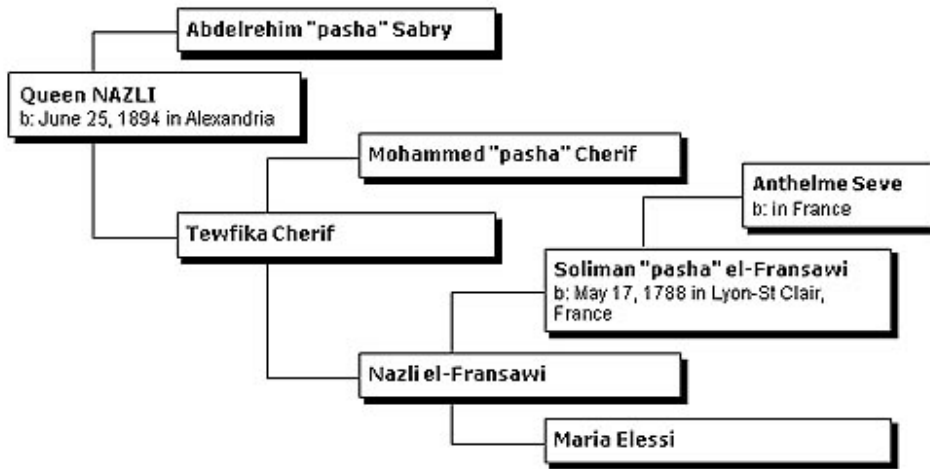 Abdelrehim "pasha" Sabry
Queen NAZLI
b: June 25, 1894 in Alexandria
Mohammed "pasha" Cherif
Anthelme Seve
b: in France
Tewfika Cherif
Soliman "pasha" el-Fransawi
b: May 17, 1788 in Lyon-St Clair,
France
Nazli el-Fransawi
Maria Elessi